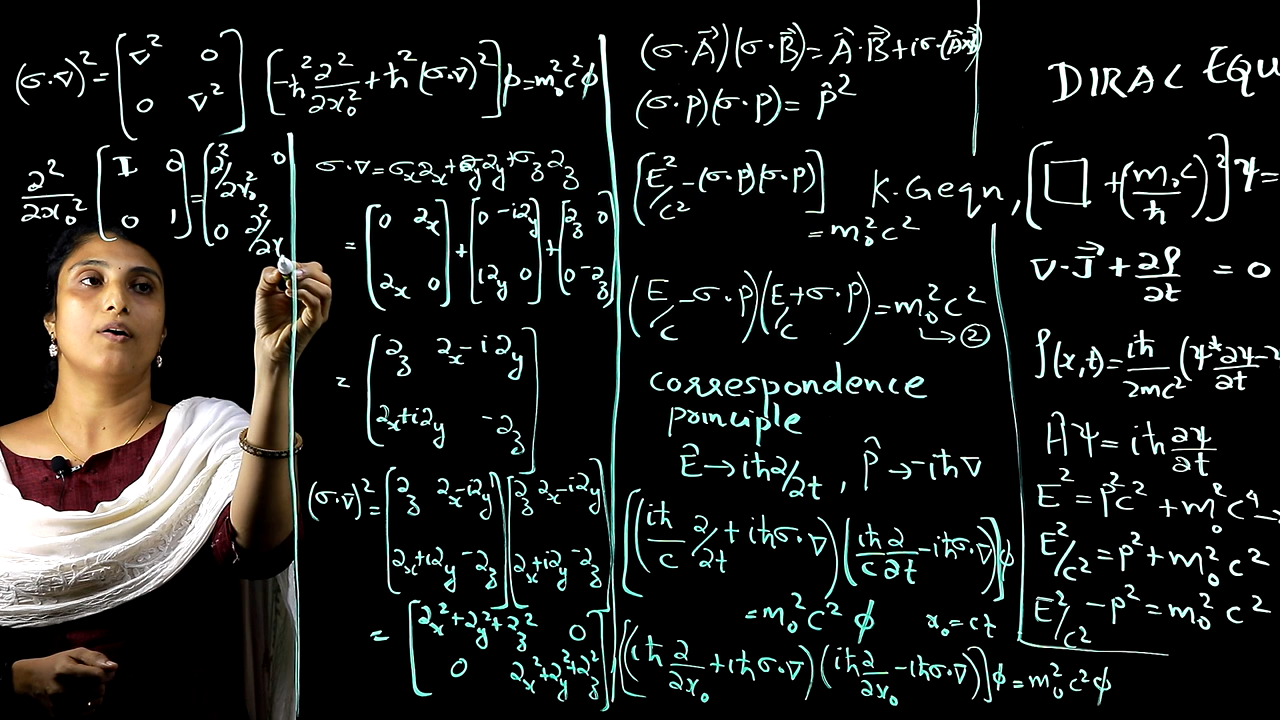 DIRAC EQU
K.Geqn, [□ + (m₀c/ħ)²]ψ =
∇·J⃗ + ∂ρ/∂t = 0
ρ(x,t) = iħ/2mc² (ψ* ∂ψ/∂t -
Ĥψ = iħ ∂ψ/∂t
E² = p²c² + m₀²c⁴ →
E²/c² = p² + m₀²c²
E²/c² - p² = m₀²c²
(σ·A⃗)(σ·B⃗) = A⃗·B⃗ + iσ·(A⃗×B⃗)
(σ·p)(σ·p) = p̂²
[E²/c² - (σ·p)(σ·p)]
= m₀²c²
(E/c - σ·p)(E/c + σ·p) = m₀²c²
↳ ②
correspondence
principle
Ê → iħ∂/∂t , p̂ → -iħ∇
[(iħ/c ∂/∂t + iħσ·∇)(iħ/c ∂/∂t - iħσ·∇)]ϕ
= m₀²c² ϕ x₀ = ct
[(iħ ∂/∂x₀ + iħσ·∇)(iħ ∂/∂x₀ - iħσ·∇)]ϕ = m₀²c²ϕ
[-ħ² ∂²/∂x₀² + ħ²(σ·∇)²]ϕ = m₀²c²ϕ
σ·∇ = σx∂x + σy∂y + σz∂z
= [0 ∂x; ∂x 0] + [0 -i∂y; i∂y 0] + [∂z 0; 0 -∂z]
= [∂z ∂x-i∂y; ∂x+i∂y -∂z]
(σ·∇)² = [∂z ∂x-i∂y; ∂x+i∂y -∂z][∂z ∂x-i∂y; ∂x+i∂y -∂z]
= [∂x²+∂y²+∂z² 0; 0 ∂x²+∂y²+∂z²]
(σ·∇)² = [∇² 0; 0 ∇²]
∂²/∂x₀² [1 0; 0 1] = [∂²/∂x₀² 0; 0 ∂²/∂x